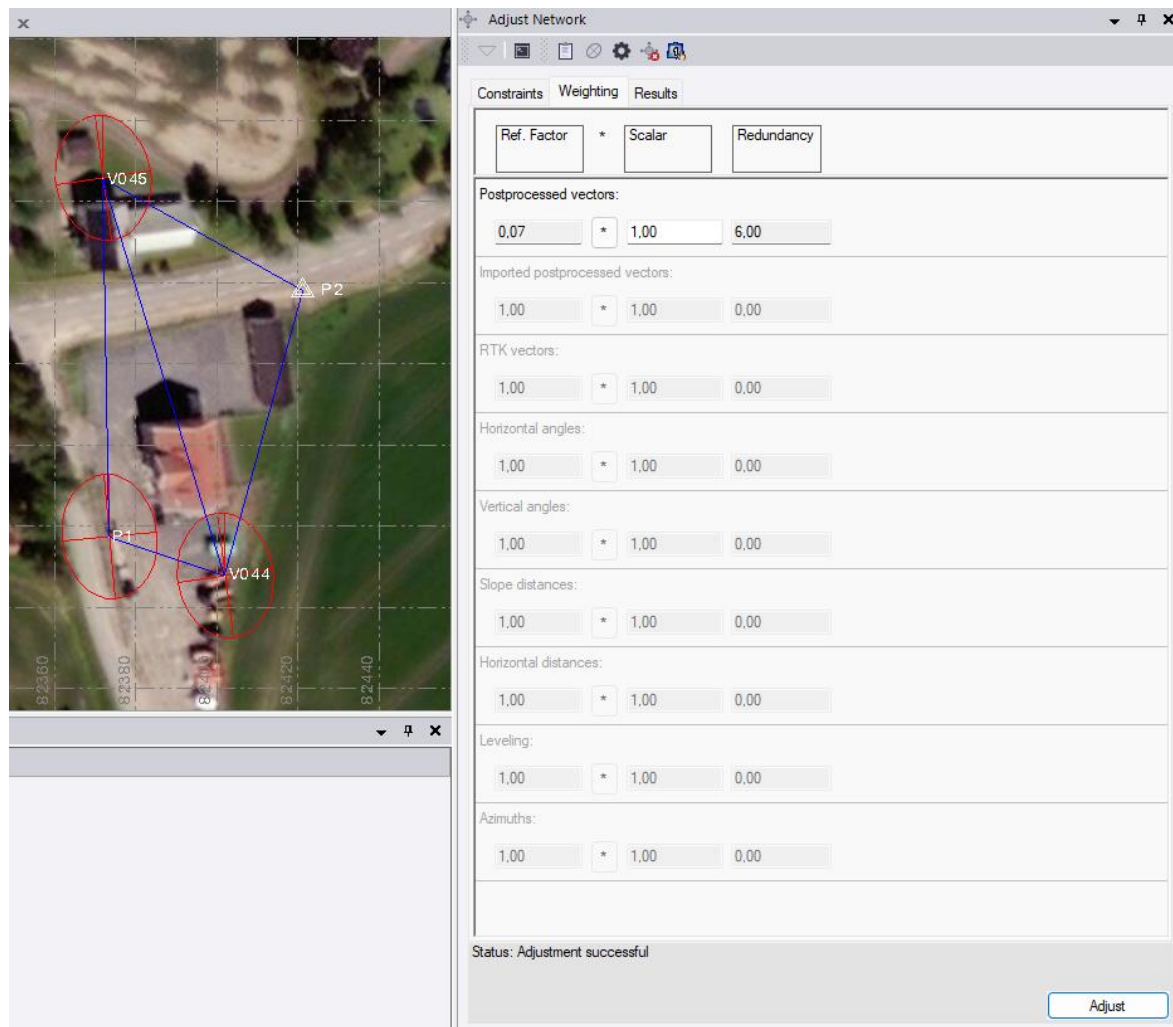 Adjust Network
Constraints Weighting Results
Ref. Factor * Scalar Redundancy
Postprocessed vectors:
0,07 * 1,00 6,00
Imported postprocessed vectors:
1,00 * 1,00 0,00
RTK vectors:
1,00 * 1,00 0,00
Horizontal angles:
1,00 * 1,00 0,00
Vertical angles:
1,00 * 1,00 0,00
Slope distances:
1,00 * 1,00 0,00
Horizontal distances:
1,00 * 1,00 0,00
Leveling:
1,00 * 1,00 0,00
Azimuths:
1,00 * 1,00 0,00
Status: Adjustment successful
Adjust
V045
P2
P1
V044
82360
82380
82400
82420
82440